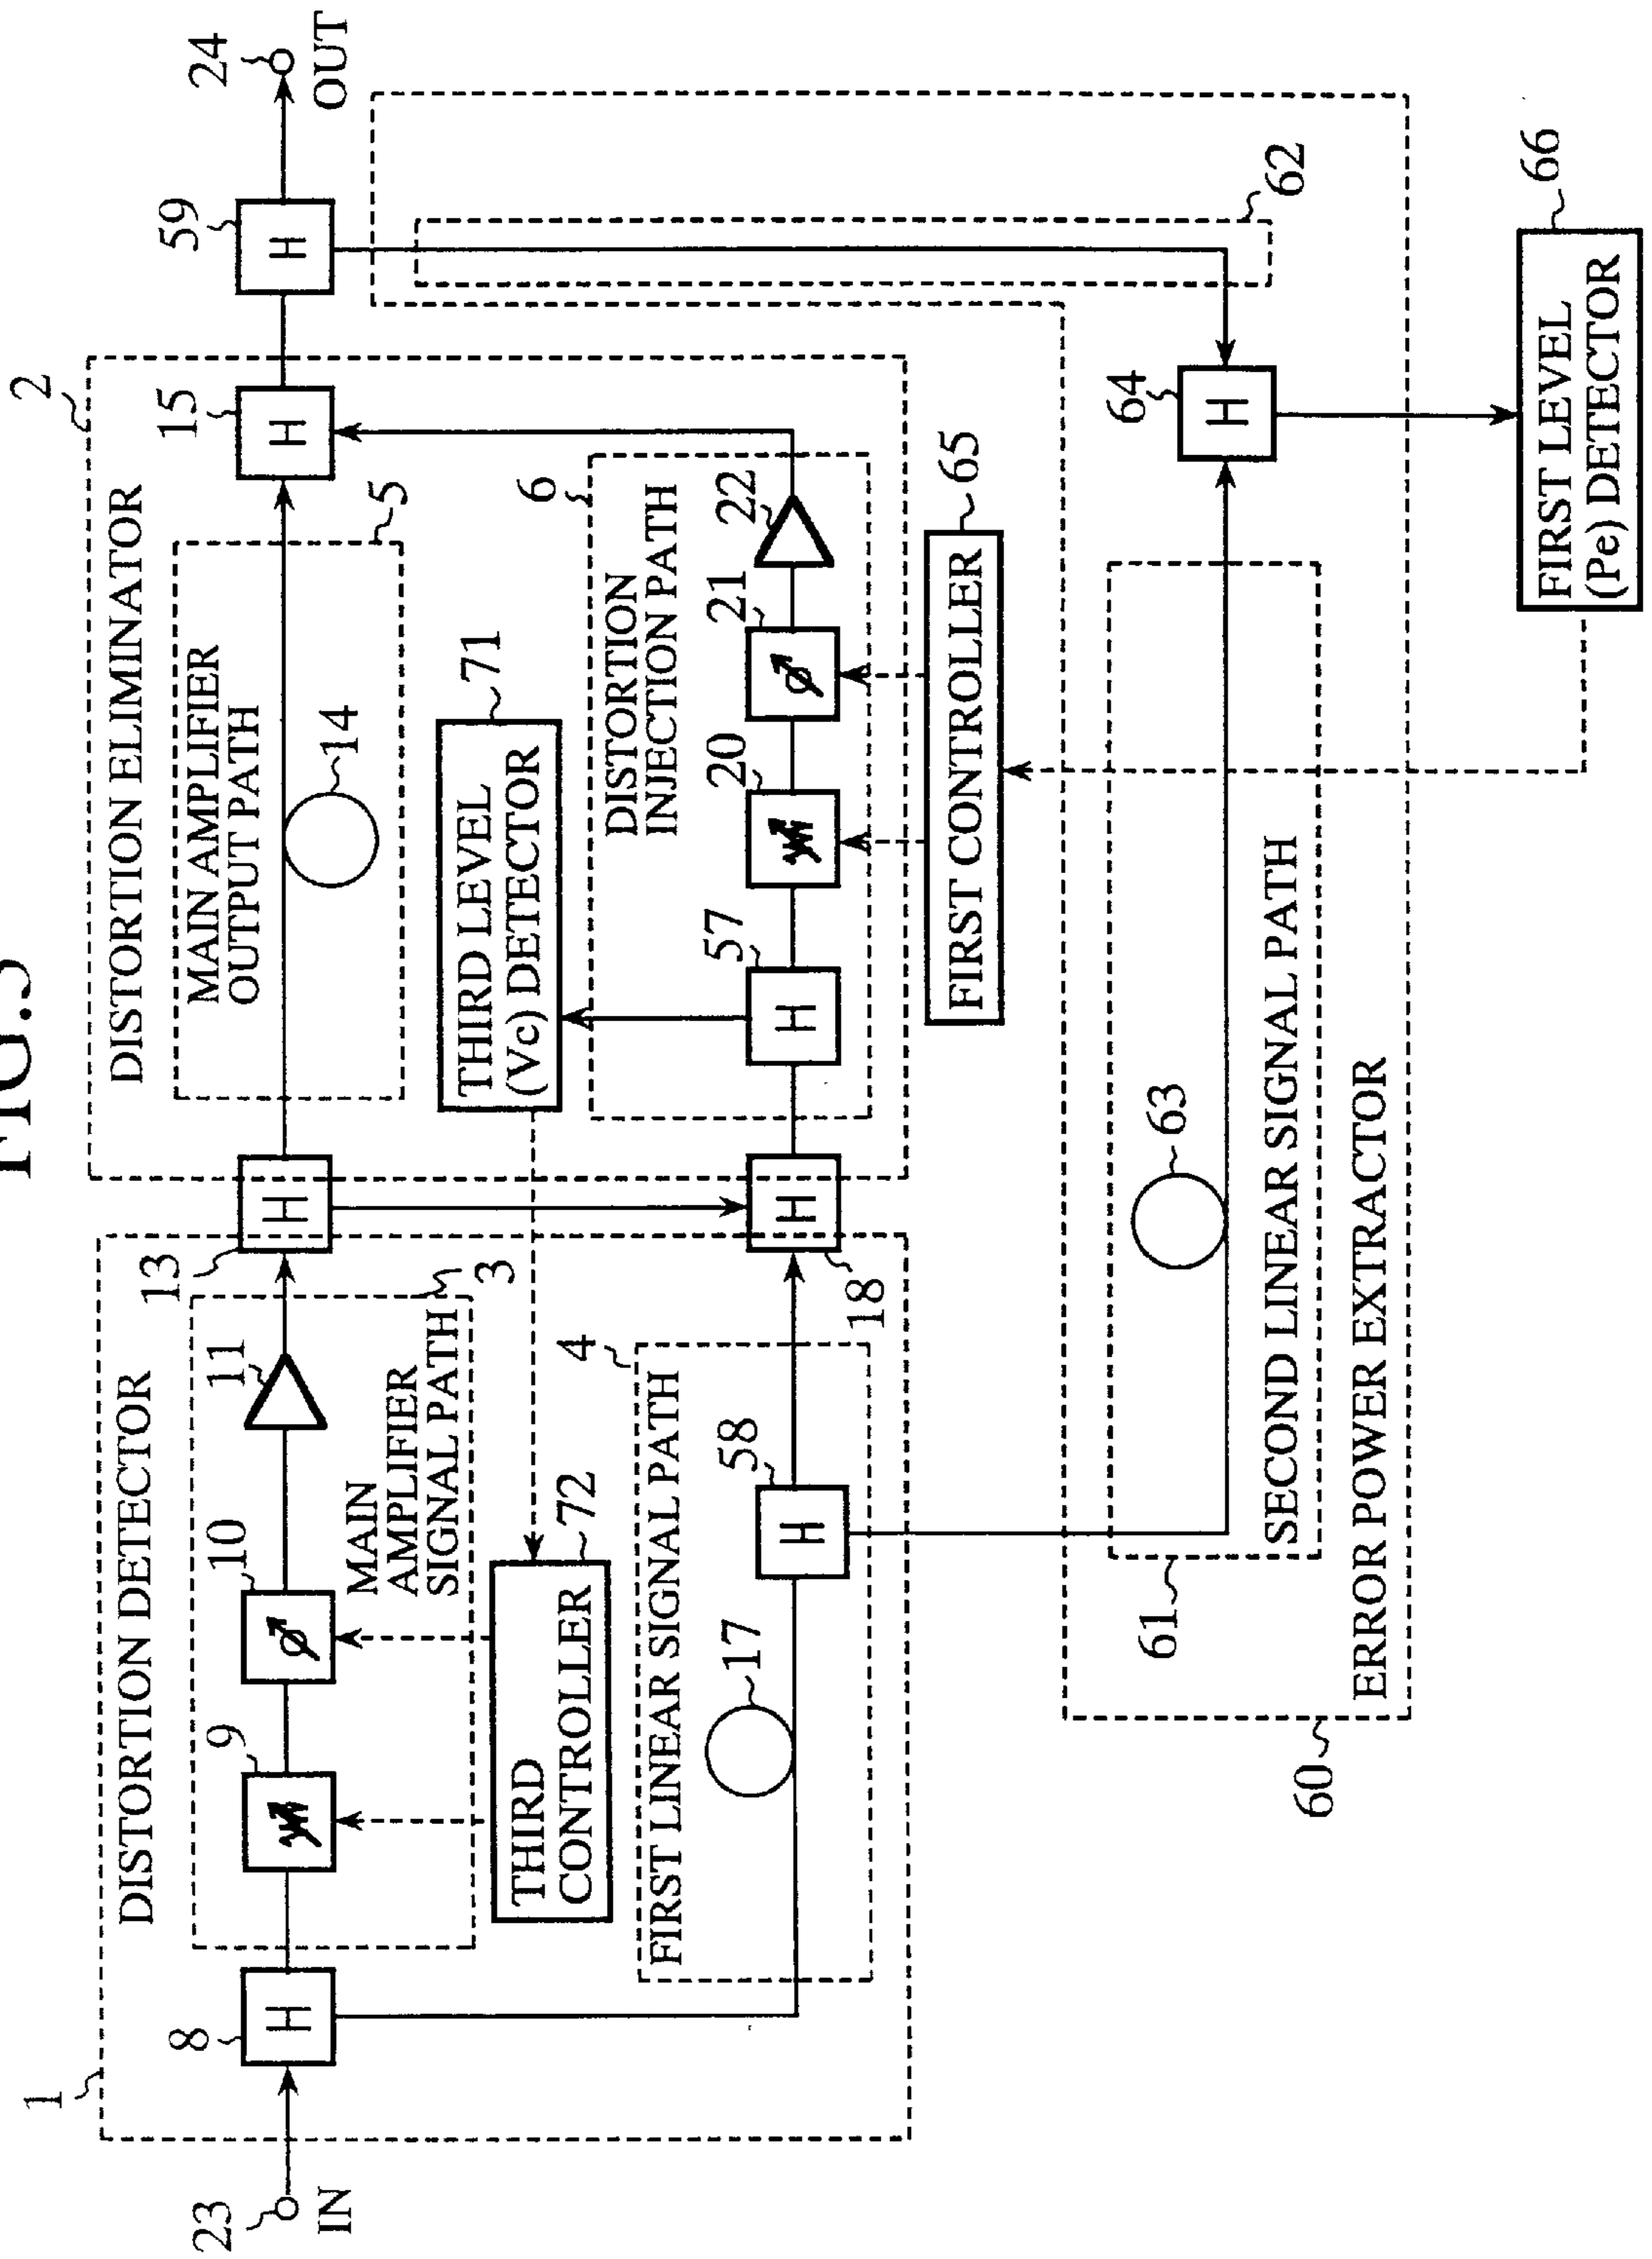 1
DISTORTION DETECTOR
2
DISTORTION ELIMINATOR
23
IN
8
H
9
10
11
13
H
MAIN
AMPLIFIER
SIGNAL PATH
3
MAIN AMPLIFIER
OUTPUT PATH
14
5
15
H
59
H
24
OUT
THIRD
CONTROLLER
72
THIRD LEVEL
(Vc) DETECTOR
71
FIRST LINEAR SIGNAL PATH
4
17
58
H
18
H
DISTORTION
INJECTION PATH
6
57
H
20
21
22
FIRST CONTROLLER
65
62
63
64
H
61
SECOND LINEAR SIGNAL PATH
60
ERROR POWER EXTRACTOR
FIRST LEVEL
(Pe) DETECTOR
66